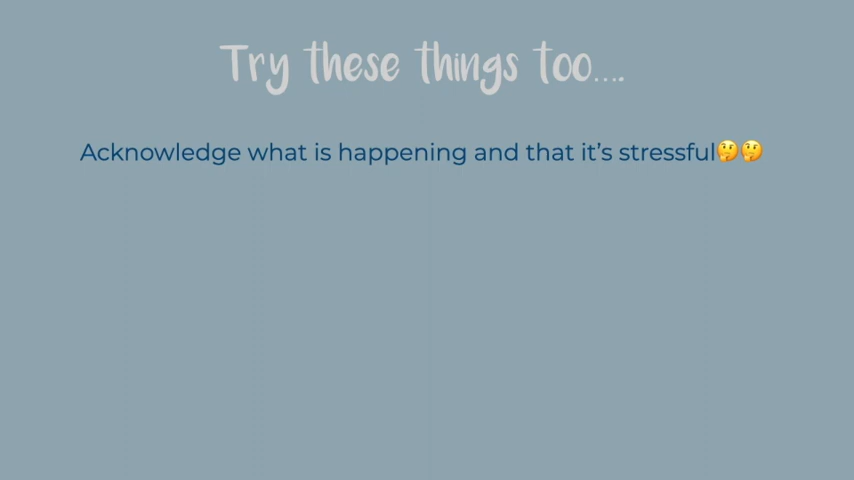 Try these things too....
Acknowledge what is happening and that it’s stressful🤔🤔